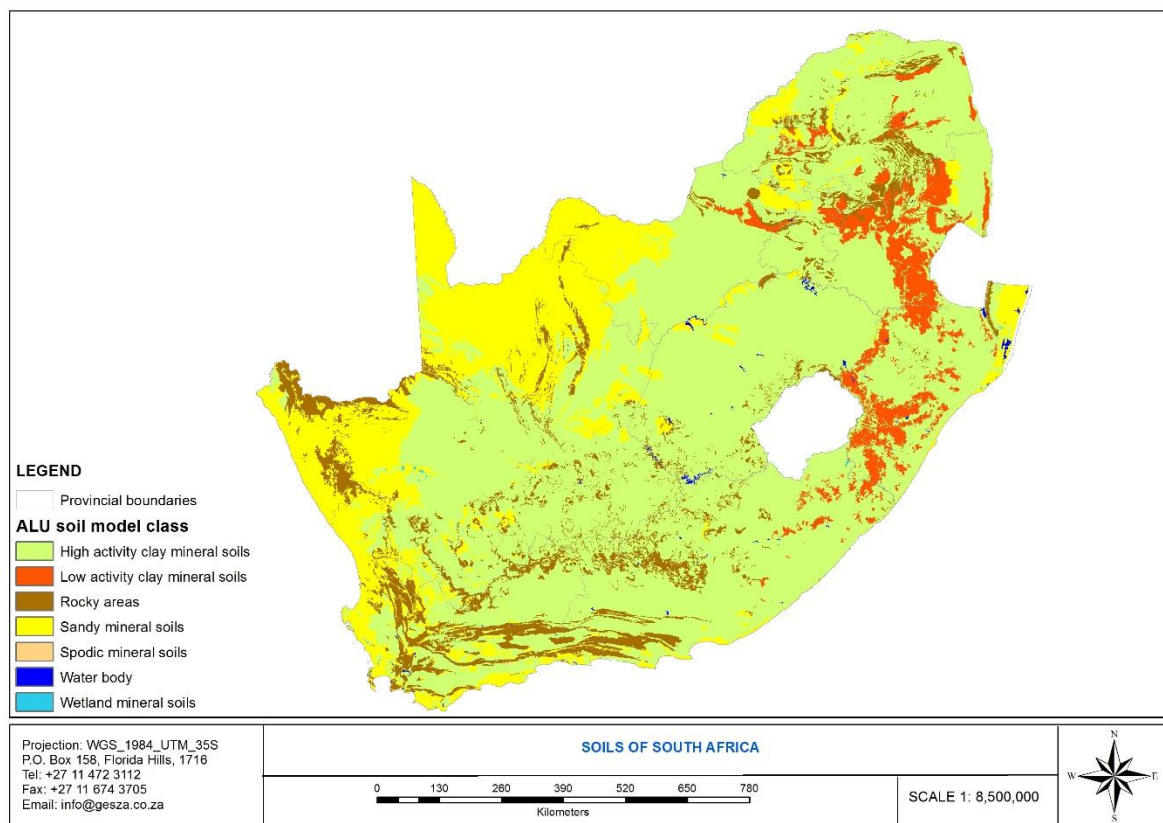 LEGEND
Provincial boundaries
ALU soil model class
High activity clay mineral soils
Low activity clay mineral soils
Rocky areas
Sandy mineral soils
Spodic mineral soils
Water body
Wetland mineral soils
Projection: WGS_1984_UTM_35S
P.O. Box 158, Florida Hills, 1716
Tel: +27 11 472 3112
Fax: +27 11 674 3705
Email: info@gesza.co.za
SOILS OF SOUTH AFRICA
0 130 260 390 520 650 780
Kilometers
SCALE 1: 8,500,000
N
W E
S